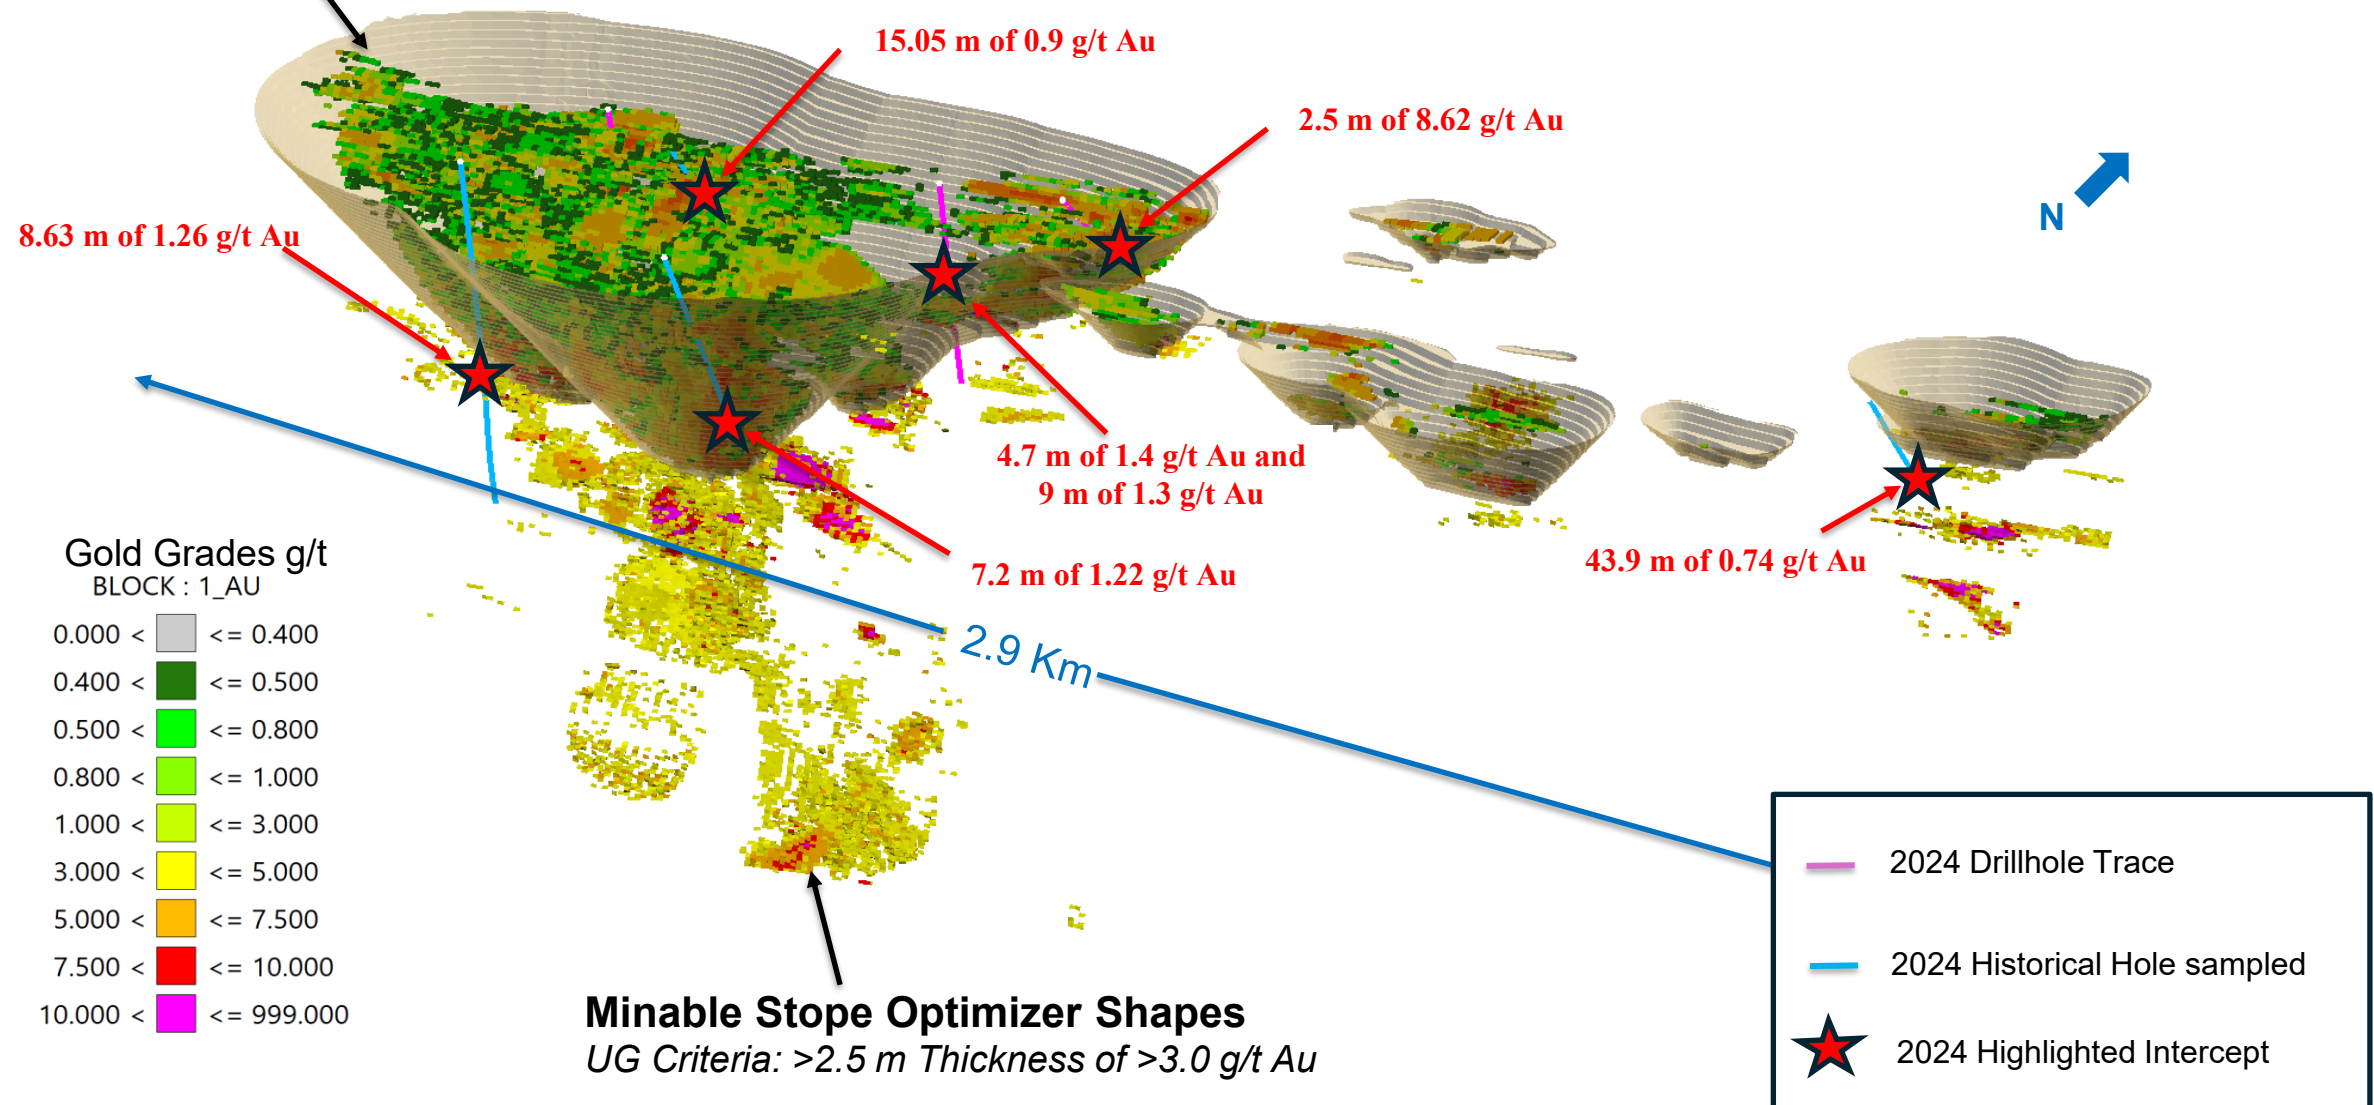 15.05 m of 0.9 g/t Au
2.5 m of 8.62 g/t Au
N
8.63 m of 1.26 g/t Au
4.7 m of 1.4 g/t Au and
9 m of 1.3 g/t Au
7.2 m of 1.22 g/t Au
43.9 m of 0.74 g/t Au
2.9 Km
Gold Grades g/t
BLOCK : 1_AU
0.000 < <= 0.400
0.400 < <= 0.500
0.500 < <= 0.800
0.800 < <= 1.000
1.000 < <= 3.000
3.000 < <= 5.000
5.000 < <= 7.500
7.500 < <= 10.000
10.000 < <= 999.000
Minable Stope Optimizer Shapes
UG Criteria: >2.5 m Thickness of >3.0 g/t Au
2024 Drillhole Trace
2024 Historical Hole sampled
2024 Highlighted Intercept